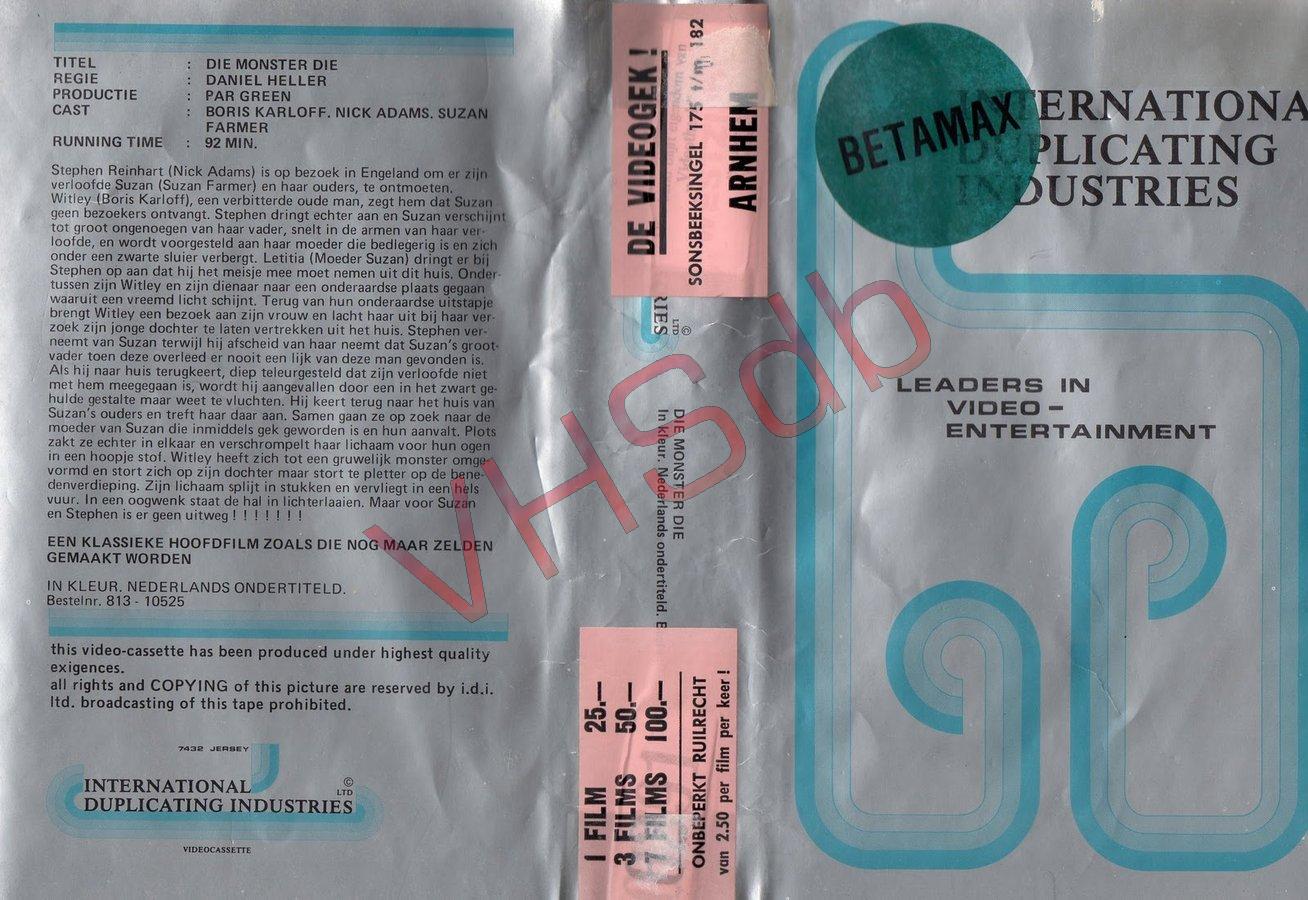 TITEL : DIE MONSTER DIE
REGIE : DANIEL HELLER
PRODUCTIE : PAR GREEN
CAST : BORIS KARLOFF. NICK ADAMS. SUZAN
FARMER
RUNNING TIME : 92 MIN.
Stephen Reinhart (Nick Adams) is op bezoek in Engeland om er zijn
verloofde Suzan (Suzan Farmer) en haar ouders, te ontmoeten.
Witley (Boris Karloff), een verbitterde oude man, zegt hem dat Suzan
geen bezoekers ontvangt. Stephen dringt echter aan en Suzan verschijnt
tot groot ongenoegen van haar vader, snelt in de armen van haar ver-
loofde, en wordt voorgesteld aan haar moeder die bedlegerig is en zich
onder een zwarte sluier verbergt. Letitia (Moeder Suzan) dringt er bij
Stephen op aan dat hij het meisje mee moet nemen uit dit huis. Onder-
tussen zijn Witley en zijn dienaar naar een onderaardse plaats gegaan
waaruit een vreemd licht schijnt. Terug van hun onderaardse uitstapje
brengt Witley een bezoek aan zijn vrouw en lacht haar uit bij haar ver-
zoek zijn jonge dochter te laten vertrekken uit het huis. Stephen ver-
neemt van Suzan terwijl hij afscheid van haar neemt dat Suzan's groot-
vader toen deze overleed er nooit een lijk van deze man gevonden is.
Als hij naar huis terugkeert, diep teleurgesteld dat zijn verloofde niet
met hem meegegaan is, wordt hij aangevallen door een in het zwart ge-
hulde gestalte maar weet te vluchten. Hij keert terug naar het huis van
Suzan's ouders en treft haar daar aan. Samen gaan ze op zoek naar de
moeder van Suzan die inmiddels gek geworden is en hun aanvalt. Plots
zakt ze echter in elkaar en verschrompelt haar lichaam voor hun ogen
in een hoopje stof. Witley heeft zich tot een gruwelijk monster omge-
vormd en stort zich op zijn dochter maar stort te pletter op de bene-
denverdieping. Zijn lichaam splijt in stukken en vervliegt in een hels
vuur. In een oogwenk staat de hal in lichterlaaien. Maar voor Suzan
en Stephen is er geen uitweg ! ! ! ! ! ! !
EEN KLASSIEKE HOOFDFILM ZOALS DIE NOG MAAR ZELDEN
GEMAAKT WORDEN
IN KLEUR. NEDERLANDS ONDERTITELD.
Bestelnr. 813 - 10525
this video-cassette has been produced under highest quality
exigences.
all rights and COPYING of this picture are reserved by i.d.i.
ltd. broadcasting of this tape prohibited.
7432 JERSEY
INTERNATIONAL ©
DUPLICATING INDUSTRIES LTD
VIDEOCASSETTE
DE VIDEOGEK !
SONSBEEKSINGEL 175 t/m 182
ARNHEM
RIES © LTD
DIE MONSTER DIE
In kleur. Nederlands ondertiteld.
1 FILM 25.—
3 FILMS 50.—
7 FILMS 100.—
ONBEPERKT RUILRECHT
van 2.50 per film per keer !
BETAMAX
INTERNATIONA
DUPLICATING
INDUSTRIES
LEADERS IN
VIDEO –
ENTERTAINMENT
VHSdb